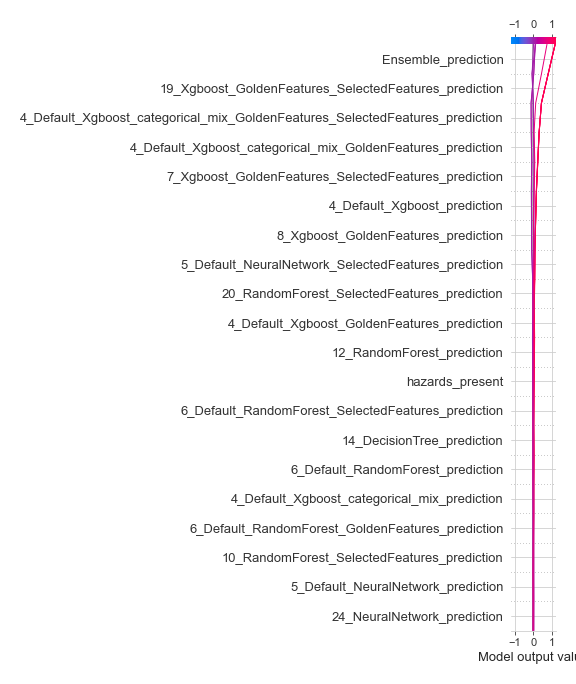 −1 0 1
Ensemble_prediction
19_Xgboost_GoldenFeatures_SelectedFeatures_prediction
4_Default_Xgboost_categorical_mix_GoldenFeatures_SelectedFeatures_prediction
4_Default_Xgboost_categorical_mix_GoldenFeatures_prediction
7_Xgboost_GoldenFeatures_SelectedFeatures_prediction
4_Default_Xgboost_prediction
8_Xgboost_GoldenFeatures_prediction
5_Default_NeuralNetwork_SelectedFeatures_prediction
20_RandomForest_SelectedFeatures_prediction
4_Default_Xgboost_GoldenFeatures_prediction
12_RandomForest_prediction
hazards_present
6_Default_RandomForest_SelectedFeatures_prediction
14_DecisionTree_prediction
6_Default_RandomForest_prediction
4_Default_Xgboost_categorical_mix_prediction
6_Default_RandomForest_GoldenFeatures_prediction
10_RandomForest_SelectedFeatures_prediction
5_Default_NeuralNetwork_prediction
24_NeuralNetwork_prediction
−1 0 1
Model output valu